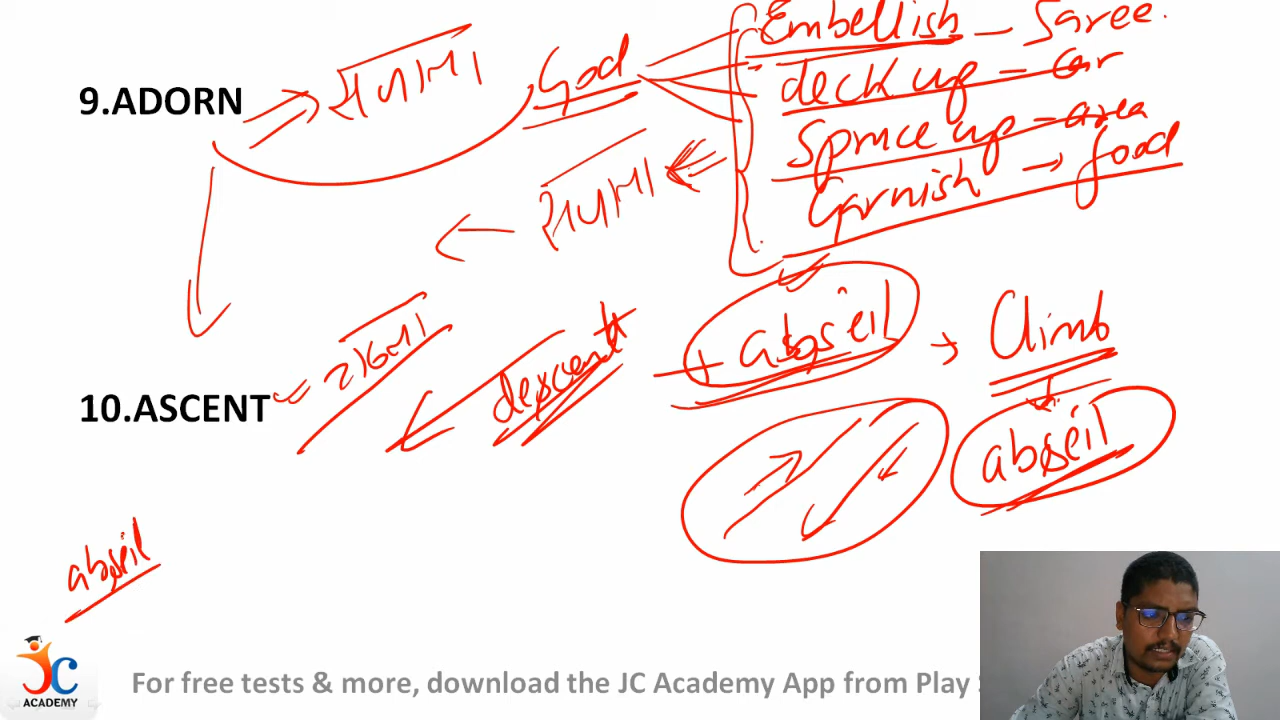 Embellish - Saree.
deck up - car
Spruce up - area
Garnish → food
9.ADORN ⇒ सजाना God
सजाना
10.ASCENT = चढ़ना descent + abseil → Climb
abseil
abseil
JC
ACADEMY
For free tests & more, download the JC Academy App from Play